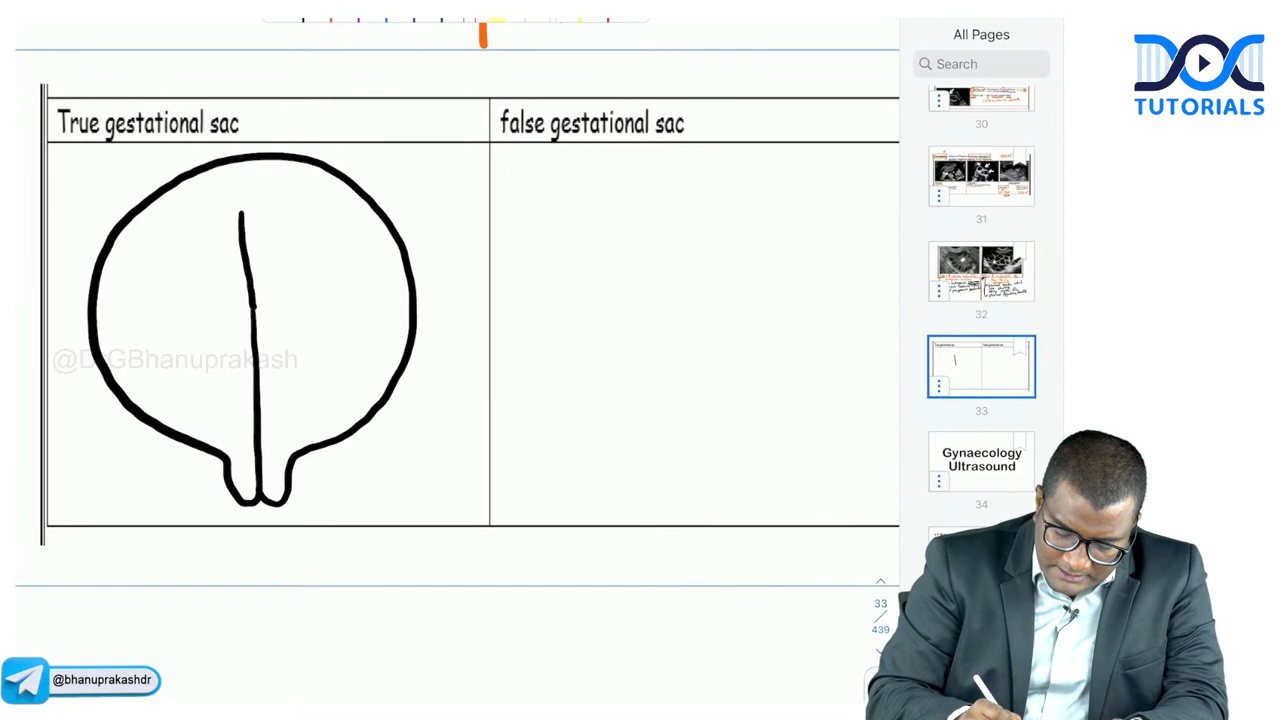 All Pages
Search
DOC
TUTORIALS
True gestational sac
false gestational sac
30
31
32
33
Gynaecology
Ultrasound
34
@DrGBhanuprakash
33
439
@bhanuprakashdr